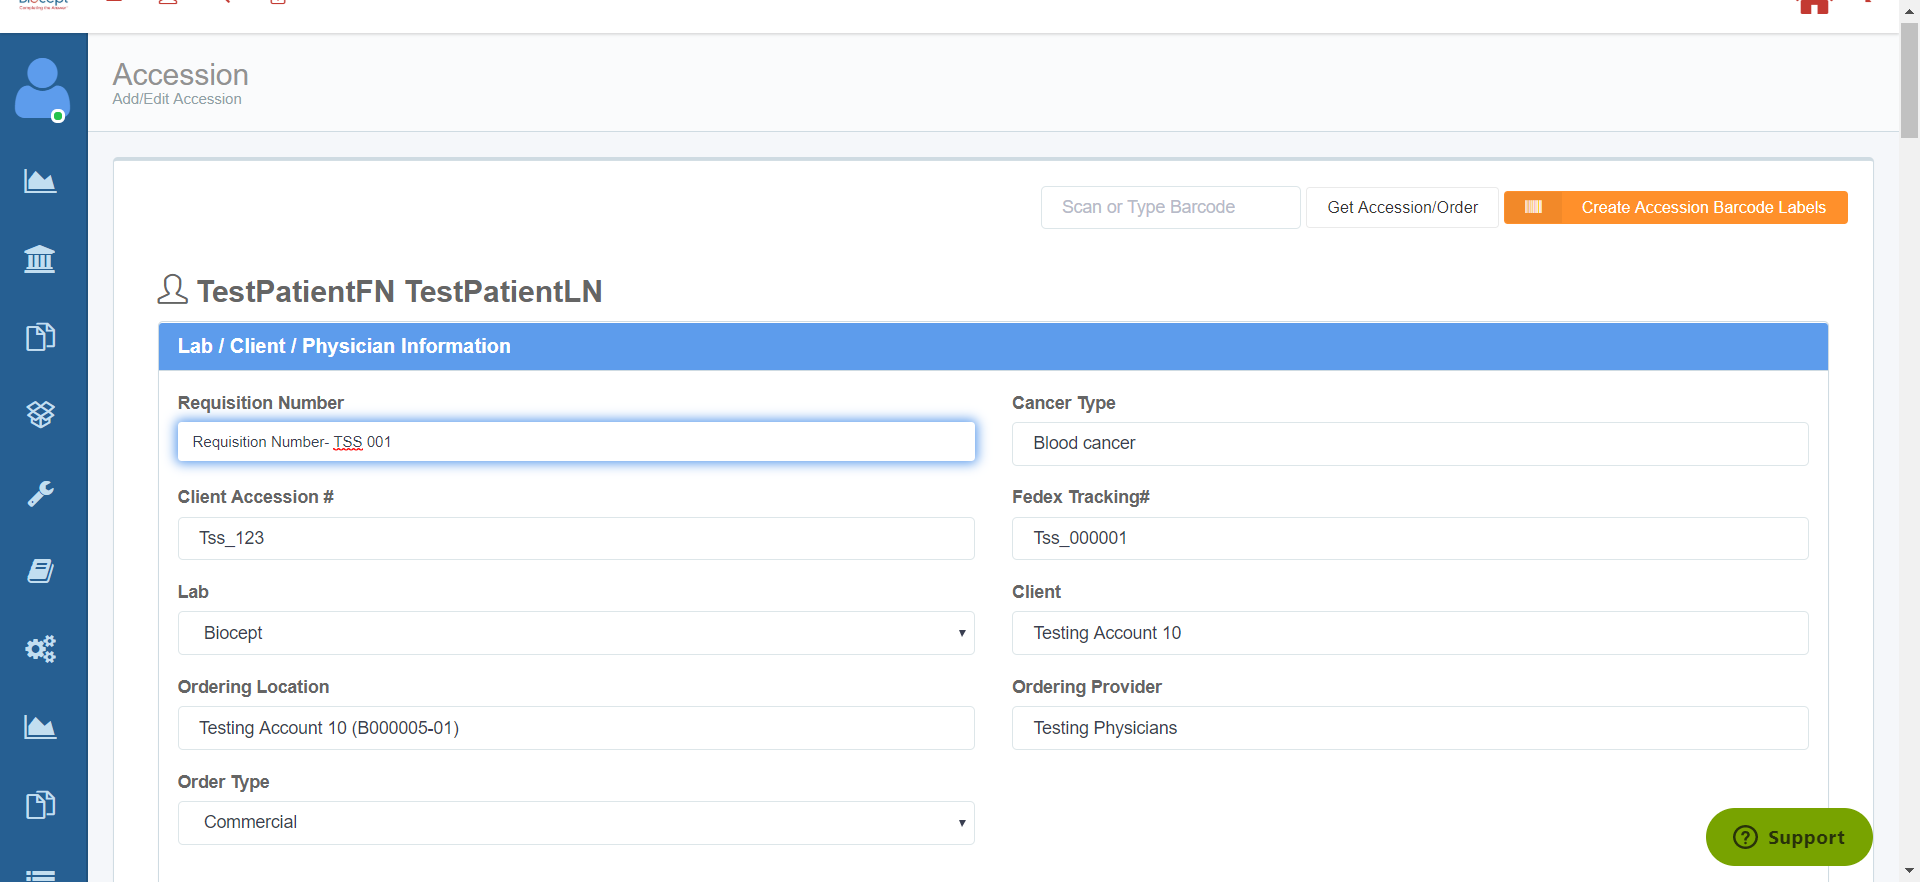 Biocept
Accession
Add/Edit Accession
Scan or Type Barcode
Get Accession/Order
Create Accession Barcode Labels
TestPatientFN TestPatientLN
Lab / Client / Physician Information
Requisition Number
Cancer Type
Requisition Number- TSS 001
Blood cancer
Client Accession #
Fedex Tracking#
Tss_123
Tss_000001
Lab
Client
Biocept
Testing Account 10
Ordering Location
Ordering Provider
Testing Account 10 (B000005-01)
Testing Physicians
Order Type
Commercial
Support